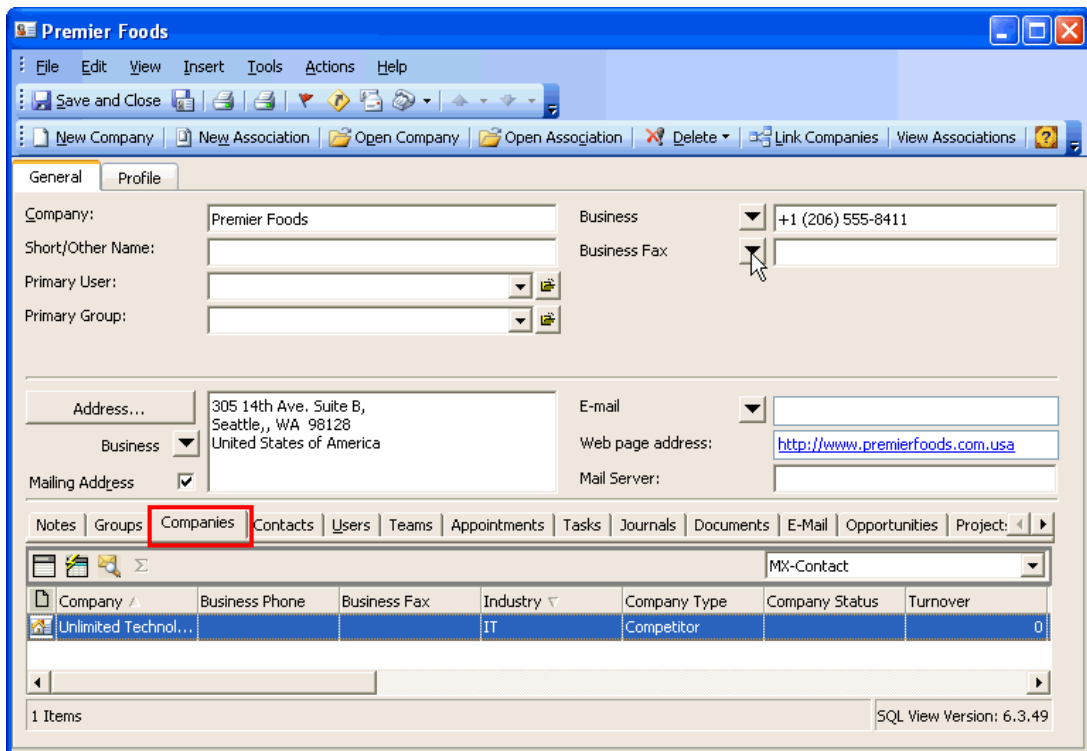 Premier Foods
File Edit View Insert Tools Actions Help
Save and Close
New Company New Association Open Company Open Association Delete Link Companies View Associations
General Profile
Company: Premier Foods Business +1 (206) 555-8411
Short/Other Name: Business Fax
Primary User:
Primary Group:
Address... 305 14th Ave. Suite B, E-mail
Seattle,, WA 98128
Business United States of America Web page address: http://www.premierfoods.com.usa
Mailing Address Mail Server:
Notes Groups Companies Contacts Users Teams Appointments Tasks Journals Documents E-Mail Opportunities Project:
Σ MX-Contact
Company Business Phone Business Fax Industry Company Type Company Status Turnover
Unlimited Technol... IT Competitor 0
1 Items SQL View Version: 6.3.49